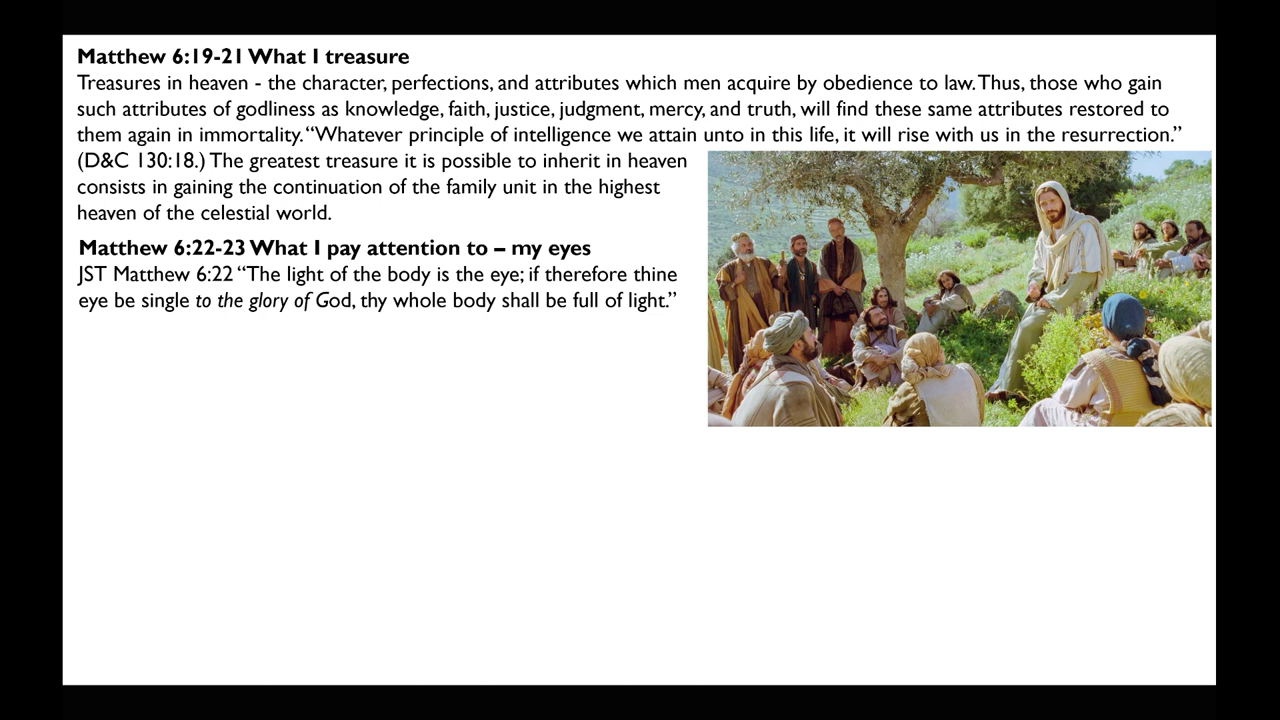 Matthew 6:19-21 What I treasure
Treasures in heaven - the character, perfections, and attributes which men acquire by obedience to law. Thus, those who gain
such attributes of godliness as knowledge, faith, justice, judgment, mercy, and truth, will find these same attributes restored to
them again in immortality. “Whatever principle of intelligence we attain unto in this life, it will rise with us in the resurrection.”
(D&C 130:18.) The greatest treasure it is possible to inherit in heaven
consists in gaining the continuation of the family unit in the highest
heaven of the celestial world.
Matthew 6:22-23 What I pay attention to – my eyes
JST Matthew 6:22 “The light of the body is the eye; if therefore thine
eye be single to the glory of God, thy whole body shall be full of light.”